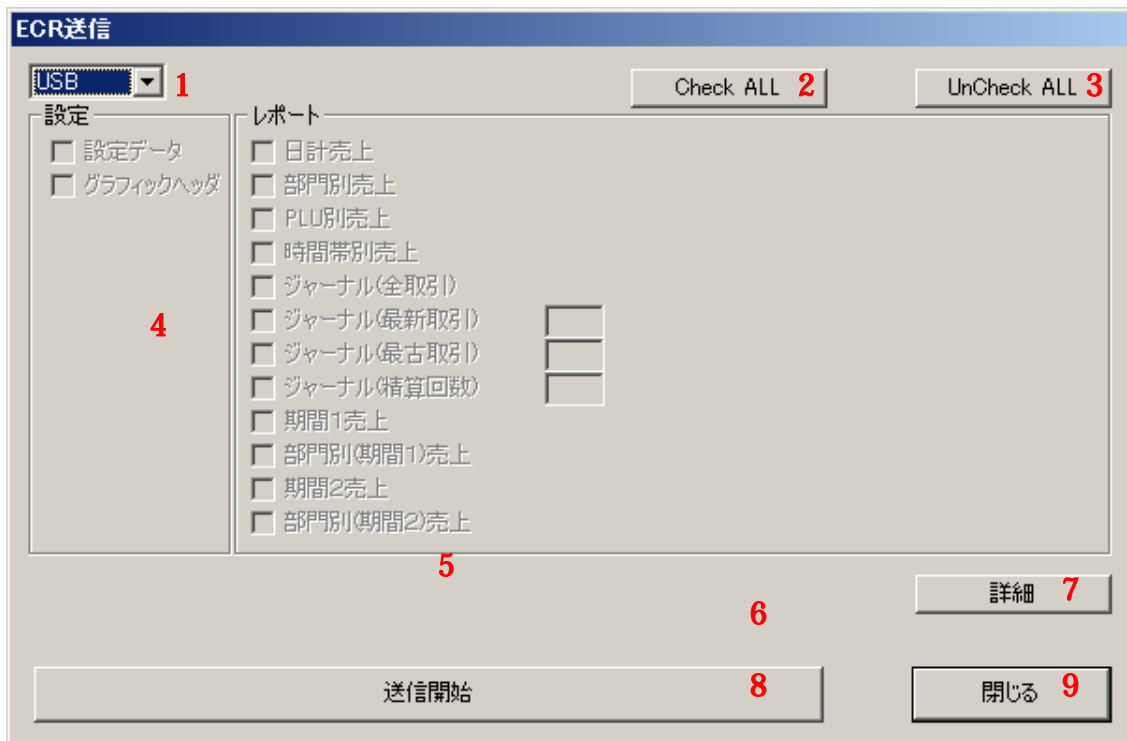 ECR送信
USB 1 Check ALL 2 UnCheck ALL 3
設定
設定データ
グラフィックヘッダ
4
レポート
日計売上
部門別売上
PLU別売上
時間帯別売上
ジャーナル(全取引)
ジャーナル(最新取引)
ジャーナル(最古取引)
ジャーナル(精算回数)
期間1売上
部門別(期間1)売上
期間2売上
部門別(期間2)売上
5
6
詳細 7
送信開始 8
閉じる 9